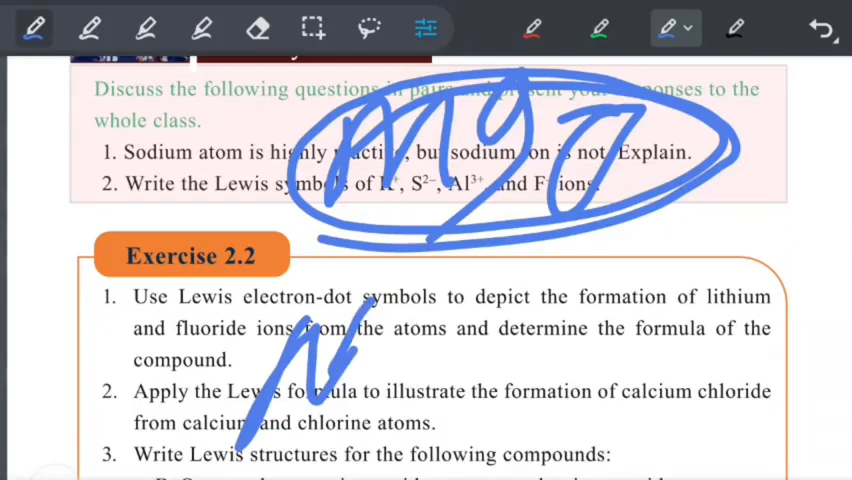 Discuss the following questions in pairs and present your responses to the
whole class.
1. Sodium atom is highly reactive, but sodium ion is not. Explain.
2. Write the Lewis symbols of K⁺, S²⁻, Al³⁺, and F⁻ ions.
MgO
N
Exercise 2.2
1. Use Lewis electron-dot symbols to depict the formation of lithium
and fluoride ions from the atoms and determine the formula of the
compound.
2. Apply the Lewis formula to illustrate the formation of calcium chloride
from calcium and chlorine atoms.
3. Write Lewis structures for the following compounds: